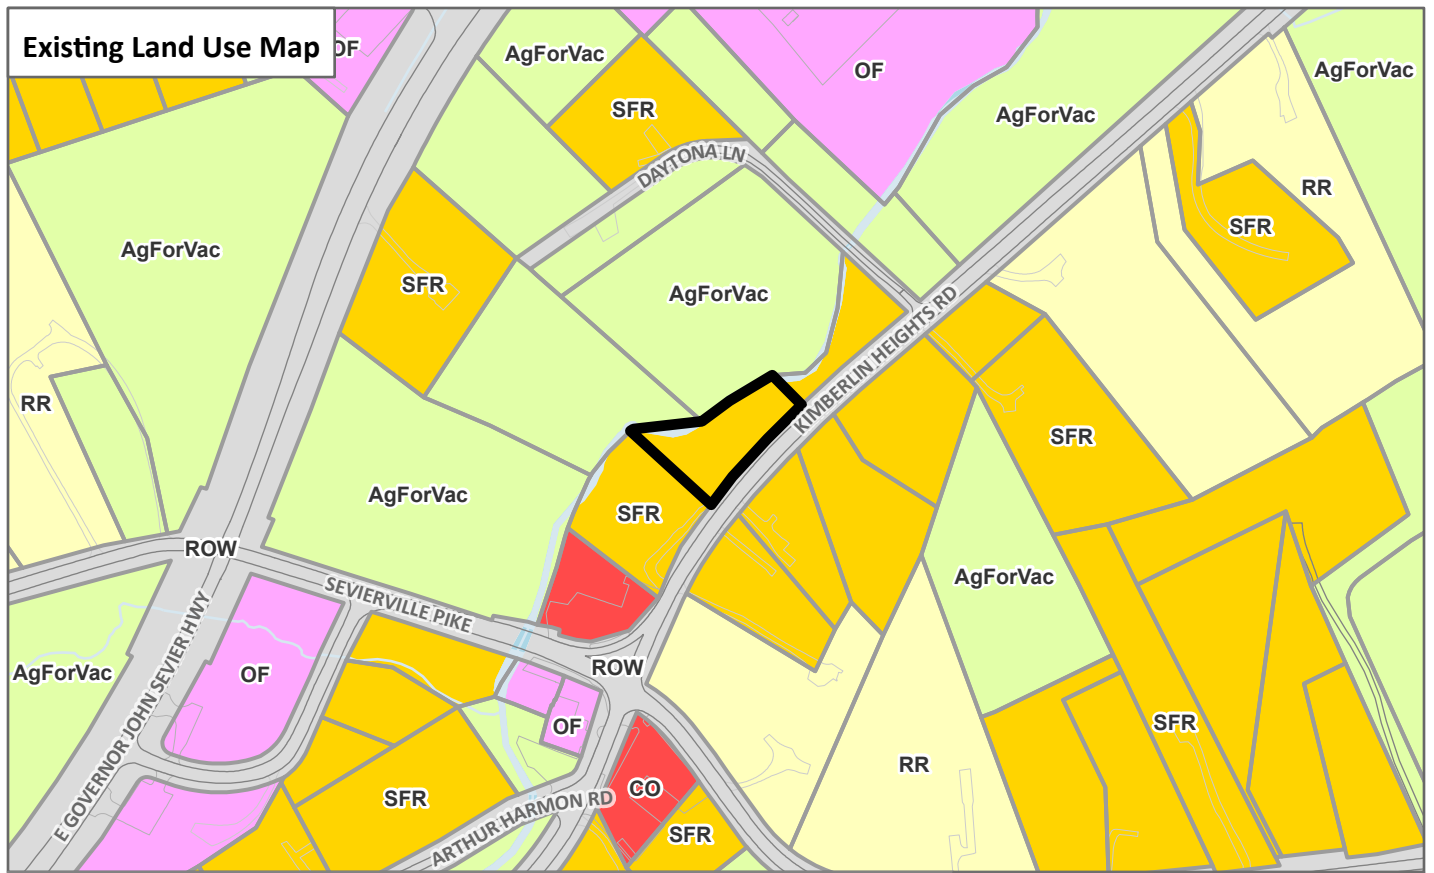 Existing Land Use Map
OF
AgForVac
OF
AgForVac
SFR
AgForVac
DAYTONA LN
RR
SFR
AgForVac
SFR
AgForVac
KIMBERLIN HEIGHTS RD
RR
SFR
AgForVac
SFR
ROW
AgForVac
SEVIERVILLE PIKE
ROW
AgForVac
OF
E GOVERNOR JOHN SEVIER HWY
OF
SFR
RR
CO
SFR
ARTHUR HARMON RD
SFR